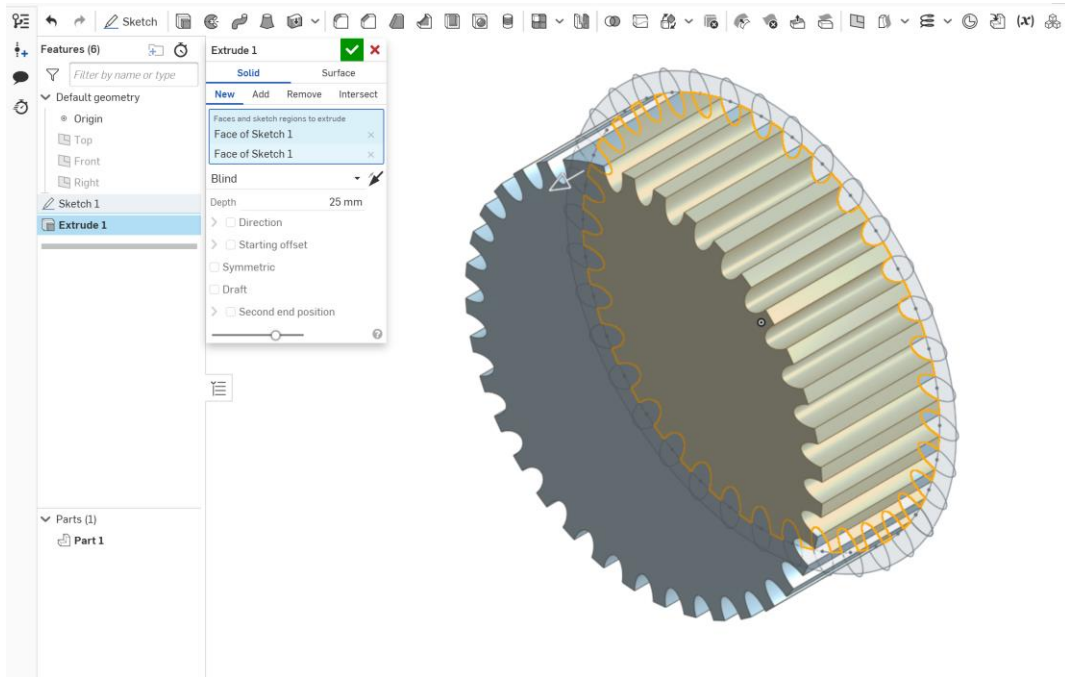 Sketch
(x)
Features (6)
Filter by name or type
Default geometry
Origin
Top
Front
Right
Sketch 1
Extrude 1
Parts (1)
Part 1
Extrude 1
Solid Surface
New Add Remove Intersect
Faces and sketch regions to extrude
Face of Sketch 1
Face of Sketch 1
Blind
Depth 25 mm
Direction
Starting offset
Symmetric
Draft
Second end position